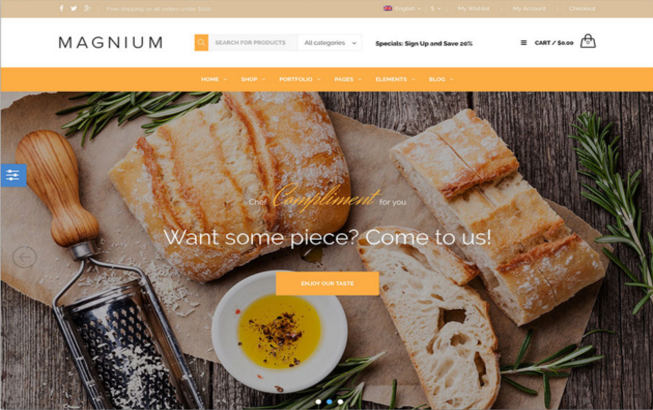 Free shipping on all orders under $100
English $ My Wishlist My Account Checkout
MAGNIUM
SEARCH FOR PRODUCTS All categories
Specials: Sign Up and Save 20%
CART / $0.00
0
HOME SHOP PORTFOLIO PAGES ELEMENTS BLOG
Chef Compliment for you
Want some piece? Come to us!
ENJOY OUR TASTE